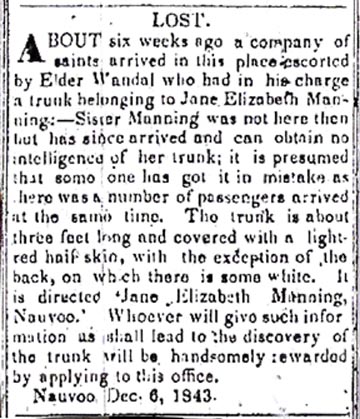 LOST.
ABOUT six weeks ago a company of
saints arrived in this place escorted
by Elder Wandal who had in his charge
a trunk belonging to Jane Elizabeth Man-
ning:—Sister Manning was not here then
but has since arrived and can obtain no
intelligence of her trunk; it is presumed
that some one has got it in mistake as
here was a number of passengers arrived
at the same time. The trunk is about
three feet long and covered with a light-
red hair skin, with the exception of the
back, on which there is some white. It
is directed 'Jane Elizabeth Manning,
Nauvoo.' Whoever will give such infor
mation as shall lead to the discovery of
the trunk will be handsomely rewarded
by applying to this office.
Nauvoo Dec. 6, 1843.